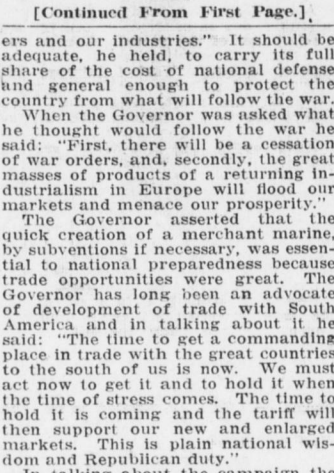 [Continued From First Page.]
ers and our industries." It should be
adequate, he held, to carry its full
share of the cost of national defense
and general enough to protect the
country from what will follow the war.
When the Governor was asked what
he thought would follow the war he
said: "First, there will be a cessation
of war orders, and, secondly, the great
masses of products of a returning in-
dustrialism in Europe will flood our
markets and menace our prosperity."
The Governor asserted that the
quick creation of a merchant marine,
by subventions if necessary, was essen-
tial to national preparedness because
trade opportunities were great. The
Governor has long been an advocate
of development of trade with South
America and in talking about it he
said: "The time to get a commanding
place in trade with the great countries
to the south of us is now. We must
act now to get it and to hold it when
the time of stress comes. The time to
hold it is coming and the tariff will
then support our new and enlarged
markets. This is plain national wis-
dom and Republican duty."
In talking about the campaign the